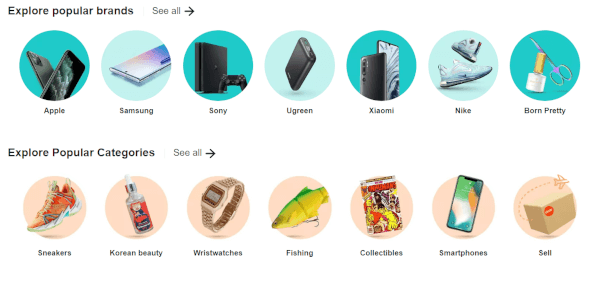 Explore popular brands See all →
Apple Samsung Sony Ugreen Xiaomi Nike Born Pretty
Explore Popular Categories See all →
Sneakers Korean beauty Wristwatches Fishing Collectibles Smartphones Sell